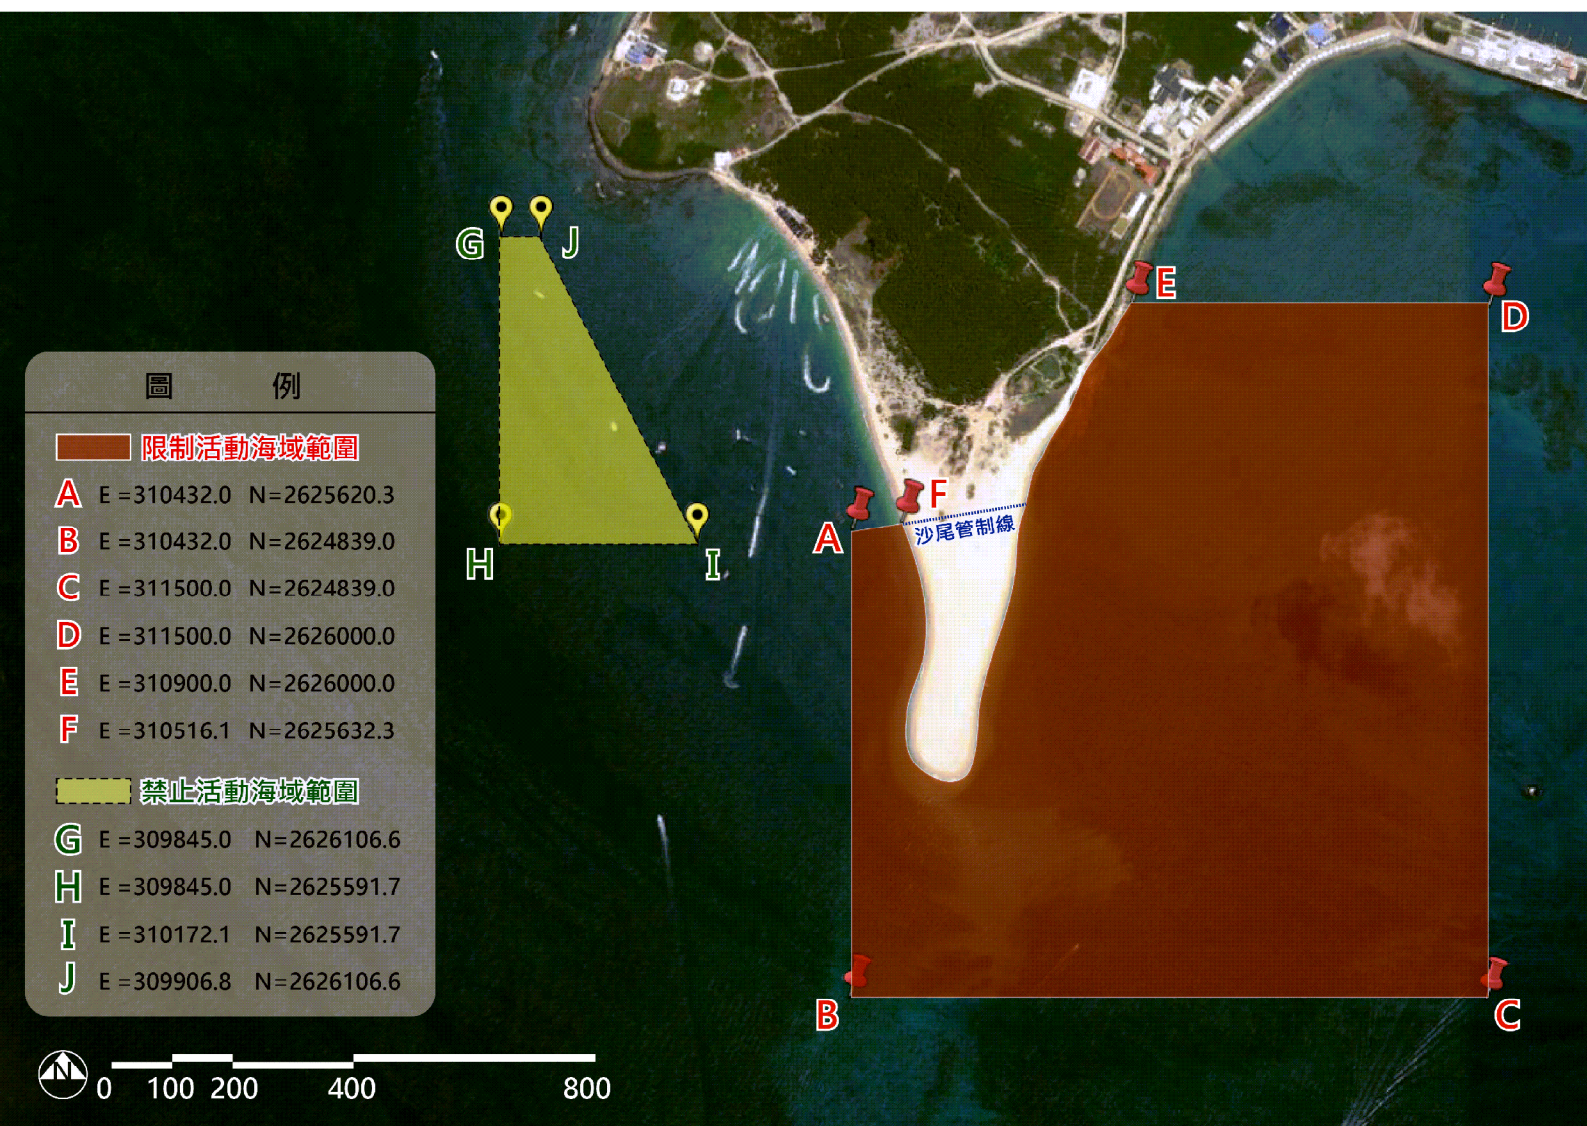 G
J
E
D
圖 例
限制活動海域範圍
A E=310432.0 N=2625620.3
B E=310432.0 N=2624839.0
C E=311500.0 N=2624839.0
D E=311500.0 N=2626000.0
E E=310900.0 N=2626000.0
F E=310516.1 N=2625632.3
禁止活動海域範圍
G E=309845.0 N=2626106.6
H E=309845.0 N=2625591.7
I E=310172.1 N=2625591.7
J E=309906.8 N=2626106.6
F
A
沙尾管制線
H
I
B
C
N
0 100 200 400 800